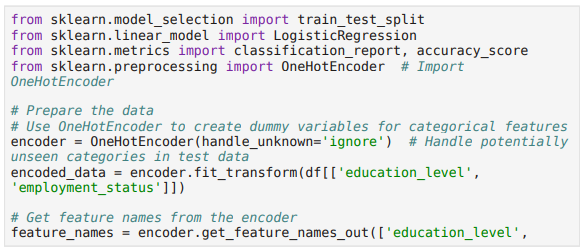 from sklearn.model_selection import train_test_split
from sklearn.linear_model import LogisticRegression
from sklearn.metrics import classification_report, accuracy_score
from sklearn.preprocessing import OneHotEncoder  # Import
OneHotEncoder
# Prepare the data
# Use OneHotEncoder to create dummy variables for categorical features
encoder = OneHotEncoder(handle_unknown='ignore')  # Handle potentially
unseen categories in test data
encoded_data = encoder.fit_transform(df[['education_level',
'employment_status']])
# Get feature names from the encoder
feature_names = encoder.get_feature_names_out(['education_level',